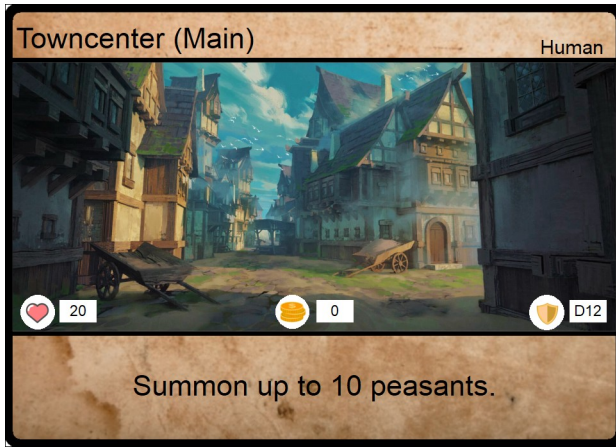 Towncenter (Main)
Human
20
0
D12
Summon up to 10 peasants.